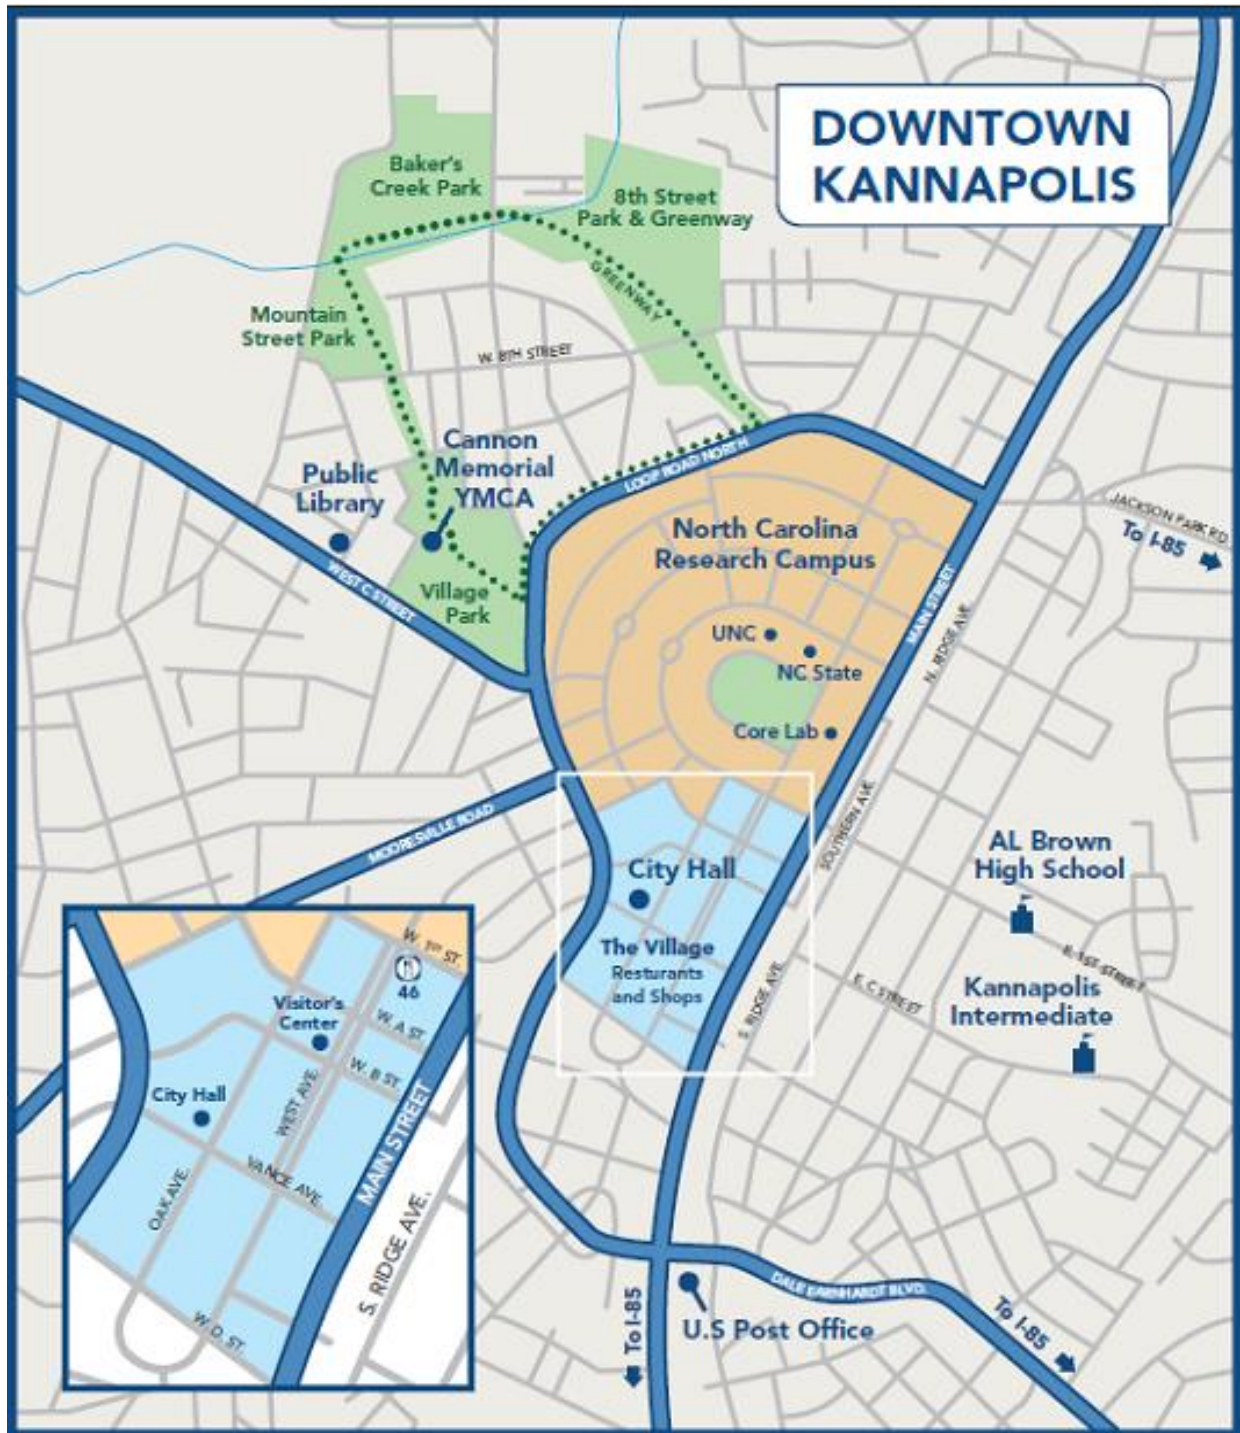 DOWNTOWN
KANNAPOLIS
Baker's
Creek Park
8th Street
Park & Greenway
GREENWAY
Mountain
Street Park
W. 8TH STREET
Cannon
Memorial
YMCA
Public
Library
LOOP ROAD NORTH
North Carolina
Research Campus
JACKSON PARK RD.
To I-85
WEST C STREET
Village
Park
MAIN STREET
N. RIDGE AVE.
UNC
NC State
Core Lab
MOORESVILLE ROAD
SOUTHERN AVE.
City Hall
AL Brown
High School
The Village
Resturants
and Shops
S. RIDGE AVE.
E. C STREET
E. 1ST STREET
Kannapolis
Intermediate
W. 1ST ST.
46
Visitor's
Center
W. A ST.
W. B ST.
City Hall
WEST AVE.
MAIN STREET
VANCE AVE.
OAK AVE.
S. RIDGE AVE.
W. D. ST.
DALE EARNHARDT BLVD.
To I-85
U.S Post Office
To I-85